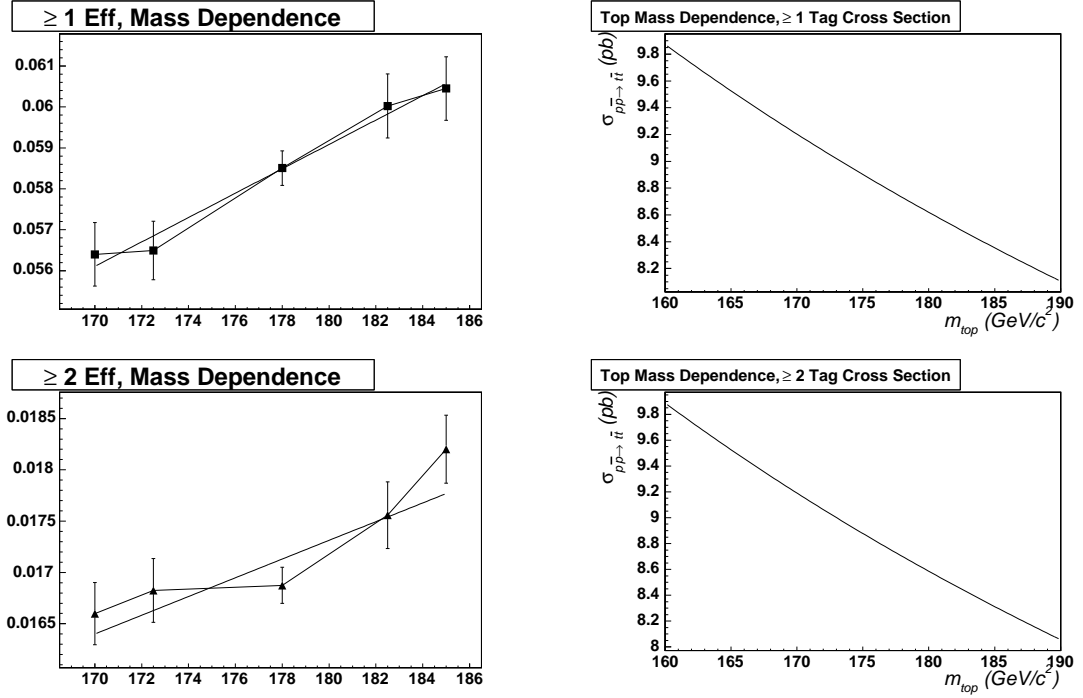 ≥ 1 Eff, Mass Dependence
0.061
0.06
0.059
0.058
0.057
0.056
170 172 174 176 178 180 182 184 186
Top Mass Dependence, ≥ 1 Tag Cross Section
σ pp̄→ tt̄ (pb)
9.8
9.6
9.4
9.2
9
8.8
8.6
8.4
8.2
160 165 170 175 180 185 190
m_top (GeV/c²)
≥ 2 Eff, Mass Dependence
0.0185
0.018
0.0175
0.017
0.0165
170 172 174 176 178 180 182 184 186
Top Mass Dependence, ≥ 2 Tag Cross Section
σ pp̄→ tt̄ (pb)
9.8
9.6
9.4
9.2
9
8.8
8.6
8.4
8.2
8
160 165 170 175 180 185 190
m_top (GeV/c²)